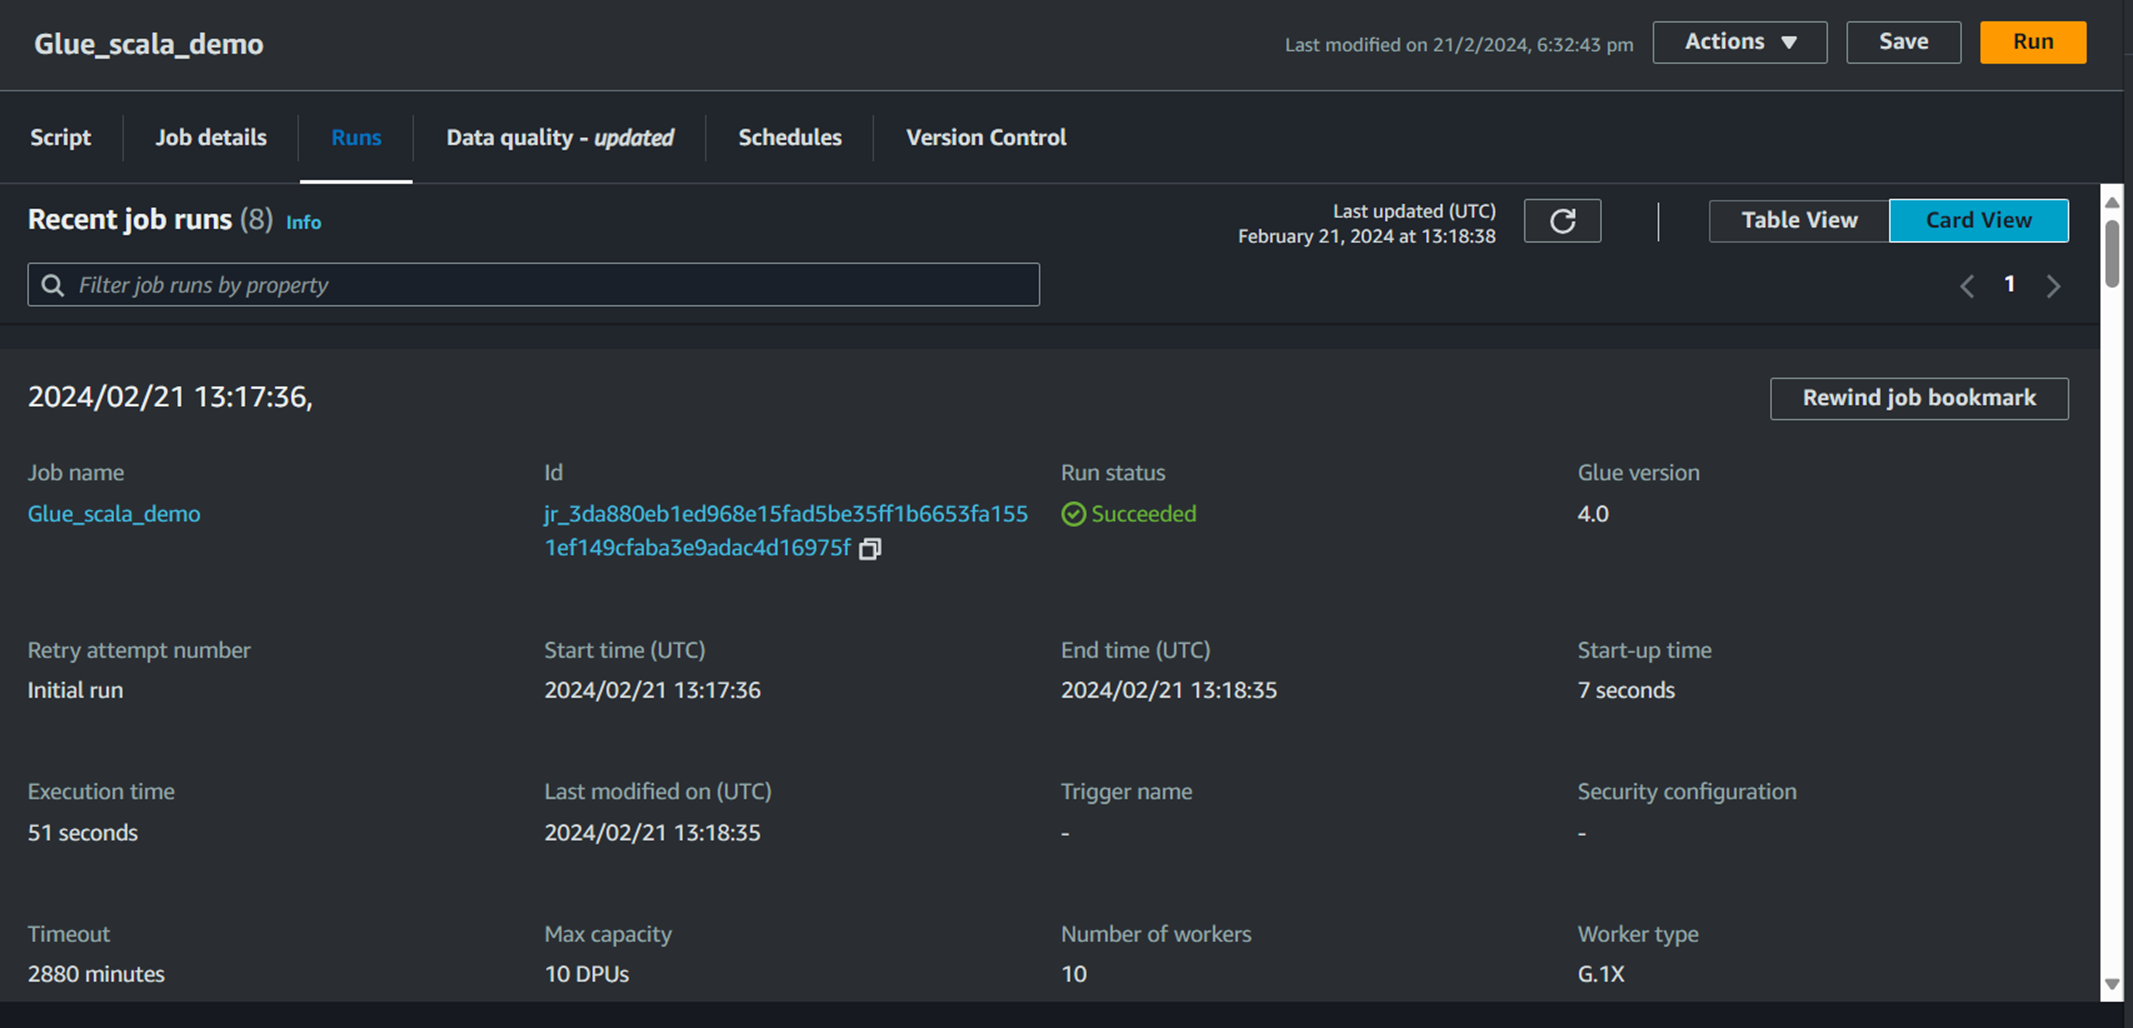 Glue_scala_demo
Last modified on 21/2/2024, 6:32:43 pm
Actions
Save
Run
Script
Job details
Runs
Data quality - updated
Schedules
Version Control
Recent job runs (8) Info
Last updated (UTC)
February 21, 2024 at 13:18:38
Table View
Card View
Filter job runs by property
1
2024/02/21 13:17:36,
Rewind job bookmark
Job name
Id
Run status
Glue version
Glue_scala_demo
jr_3da880eb1ed968e15fad5be35ff1b6653fa155
1ef149cfaba3e9adac4d16975f
Succeeded
4.0
Retry attempt number
Start time (UTC)
End time (UTC)
Start-up time
Initial run
2024/02/21 13:17:36
2024/02/21 13:18:35
7 seconds
Execution time
Last modified on (UTC)
Trigger name
Security configuration
51 seconds
2024/02/21 13:18:35
-
-
Timeout
Max capacity
Number of workers
Worker type
2880 minutes
10 DPUs
10
G.1X